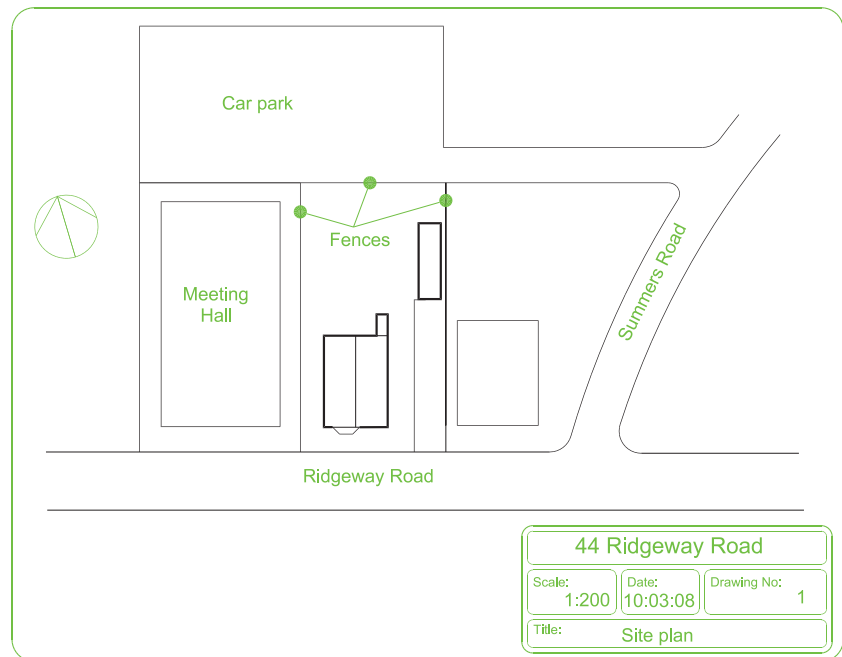 Car park
Fences
Meeting
Hall
Summers Road
Ridgeway Road
44 Ridgeway Road
Scale:
1:200
Date:
10:03:08
Drawing No:
1
Title:
Site plan